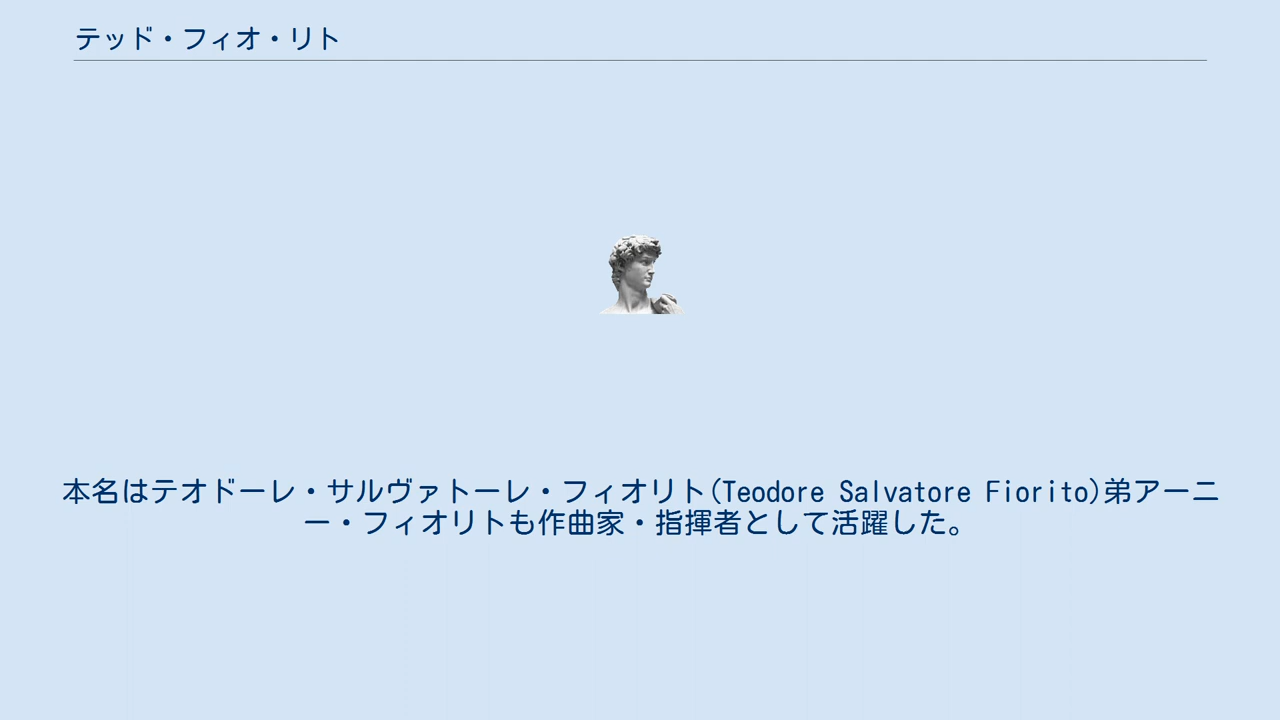 テッド・フィオ・リト
本名はテオドーレ・サルヴァトーレ・フィオリト(Teodore Salvatore Fiorito)弟アーニ
ー・フィオリトも作曲家・指揮者として活躍した。